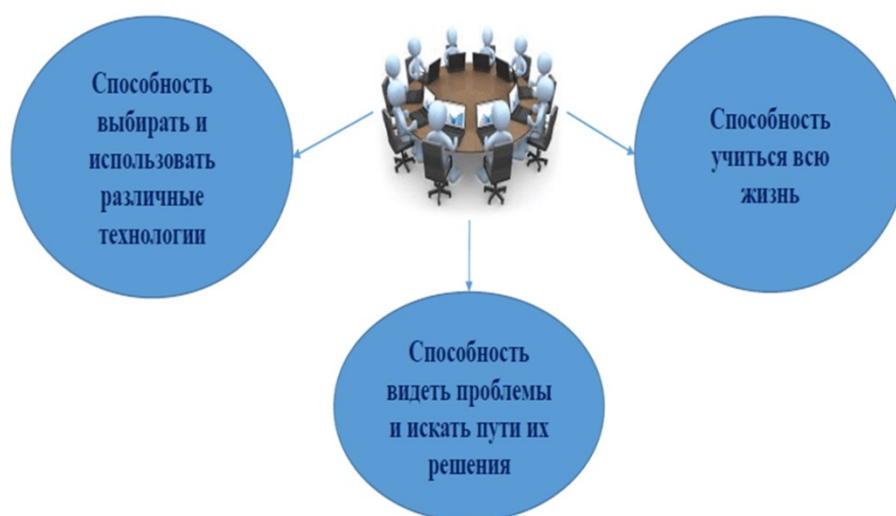 Способность
выбирать и
использовать
различные
технологии
Способность
учиться всю
жизнь
Способность
видеть проблемы
и искать пути их
решения